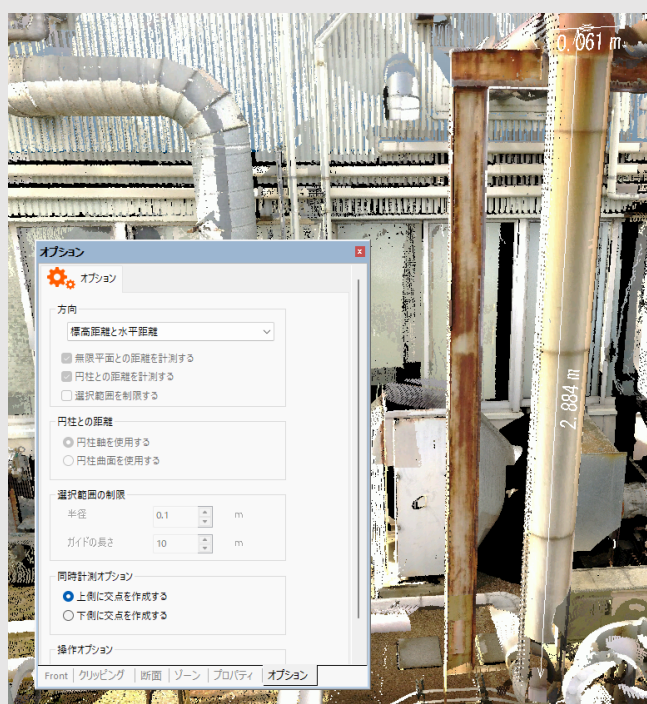 0.061 m
オプション
オプション
方向
標高距離と水平距離
無限平面との距離を計測する
円柱との距離を計測する
選択範囲を制限する
円柱との距離
円柱軸を使用する
円柱曲面を使用する
2.884 m
選択範囲の制限
半径 0.1 m
ガイドの長さ 10 m
同時計測オプション
上側に交点を作成する
下側に交点を作成する
操作オプション
Front クリッピング 断面 ゾーン プロパティ オプション